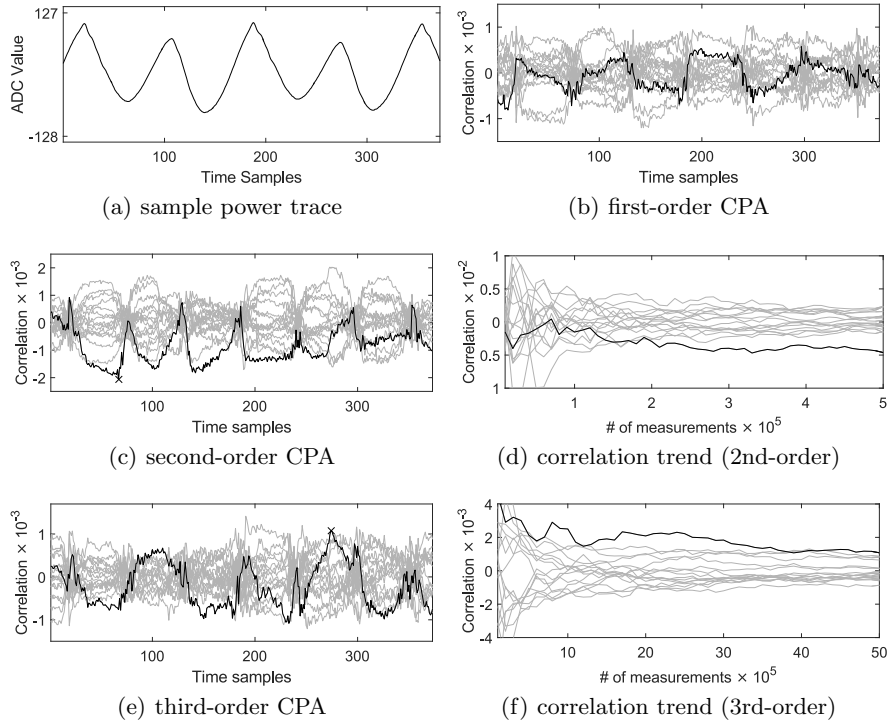 127
ADC Value
-128
100 200 300
Time Samples
(a) sample power trace
Correlation × 10⁻³
1
0
-1
100 200 300
Time samples
(b) first-order CPA
Correlation × 10⁻³
2
1
0
-1
-2
100 200 300
Time samples
(c) second-order CPA
Correlation × 10⁻²
1
0.5
0
0.5
1
1 2 3 4 5
# of measurements × 10⁵
(d) correlation trend (2nd-order)
Correlation × 10⁻³
1
0
-1
100 200 300
Time samples
(e) third-order CPA
Correlation × 10⁻³
4
2
0
-2
-4
10 20 30 40 50
# of measurements × 10⁵
(f) correlation trend (3rd-order)